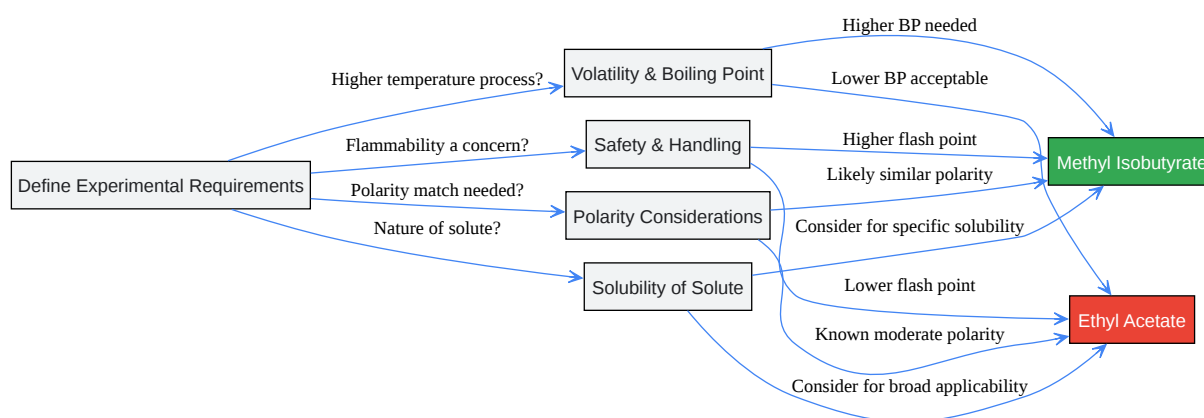 Higher BP needed
Volatility & Boiling Point
Higher temperature process?
Lower BP acceptable
Flammability a concern?
Safety & Handling
Higher flash point
Methyl Isobutyrate
Define Experimental Requirements
Polarity match needed?
Likely similar polarity
Polarity Considerations
Nature of solute?
Consider for specific solubility
Solubility of Solute
Lower flash point
Ethyl Acetate
Known moderate polarity
Consider for broad applicability